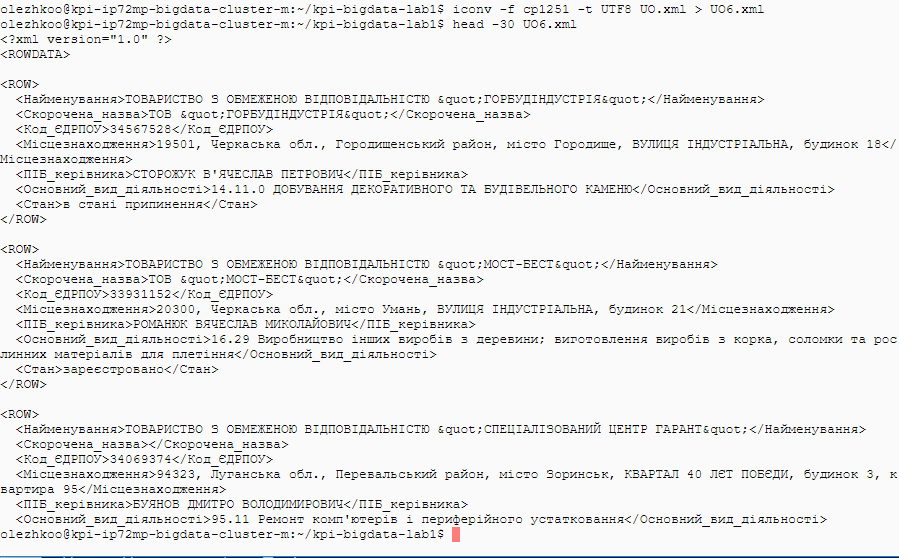 olezhkoo@kpi-ip72mp-bigdata-cluster-m:~/kpi-bigdata-lab1$ iconv -f cp1251 -t UTF8 UO.xml > UO6.xml
olezhkoo@kpi-ip72mp-bigdata-cluster-m:~/kpi-bigdata-lab1$ head -30 UO6.xml
<?xml version="1.0" ?>
<ROWDATA>
<ROW>
<Найменування>ТОВАРИСТВО З ОБМЕЖЕНОЮ ВІДПОВІДАЛЬНІСТЮ &quot;ГОРБУДІНДУСТРІЯ&quot;</Найменування>
<Скорочена_назва>ТОВ &quot;ГОРБУДІНДУСТРІЯ&quot;</Скорочена_назва>
<Код_ЄДРПОУ>34567528</Код_ЄДРПОУ>
<Місцезнаходження>19501, Черкаська обл., Городищенський район, місто Городище, ВУЛИЦЯ ІНДУСТРІАЛЬНА, будинок 18</
Місцезнаходження>
<ПІБ_керівника>СТОРОЖУК В'ЯЧЕСЛАВ ПЕТРОВИЧ</ПІБ_керівника>
<Основний_вид_діяльності>14.11.0 ДОБУВАННЯ ДЕКОРАТИВНОГО ТА БУДІВЕЛЬНОГО КАМЕНЮ</Основний_вид_діяльності>
<Стан>в стані припинення</Стан>
</ROW>
<ROW>
<Найменування>ТОВАРИСТВО З ОБМЕЖЕНОЮ ВІДПОВІДАЛЬНІСТЮ &quot;МОСТ-БЕСТ&quot;</Найменування>
<Скорочена_назва>ТОВ &quot;МОСТ-БЕСТ&quot;</Скорочена_назва>
<Код_ЄДРПОУ>33931152</Код_ЄДРПОУ>
<Місцезнаходження>20300, Черкаська обл., місто Умань, ВУЛИЦЯ ІНДУСТРІАЛЬНА, будинок 21</Місцезнаходження>
<ПІБ_керівника>РОМАНЮК ВЯЧЕСЛАВ МИКОЛАЙОВИЧ</ПІБ_керівника>
<Основний_вид_діяльності>16.29 Виробництво інших виробів з деревини; виготовлення виробів з корка, соломки та рос
линних матеріалів для плетіння</Основний_вид_діяльності>
<Стан>зареєстровано</Стан>
</ROW>
<ROW>
<Найменування>ТОВАРИСТВО З ОБМЕЖЕНОЮ ВІДПОВІДАЛЬНІСТЮ &quot;СПЕЦІАЛІЗОВАНИЙ ЦЕНТР ГАРАНТ&quot;</Найменування>
<Скорочена_назва></Скорочена_назва>
<Код_ЄДРПОУ>34069374</Код_ЄДРПОУ>
<Місцезнаходження>94323, Луганська обл., Перевальський район, місто Зоринськ, КВАРТАЛ 40 ЛЄТ ПОБЄДИ, будинок 3, к
вартира 95</Місцезнаходження>
<ПІБ_керівника>БУЯНОВ ДМИТРО ВОЛОДИМИРОВИЧ</ПІБ_керівника>
<Основний_вид_діяльності>95.11 Ремонт комп'ютерів і периферійного устатковання</Основний_вид_діяльності>
olezhkoo@kpi-ip72mp-bigdata-cluster-m:~/kpi-bigdata-lab1$